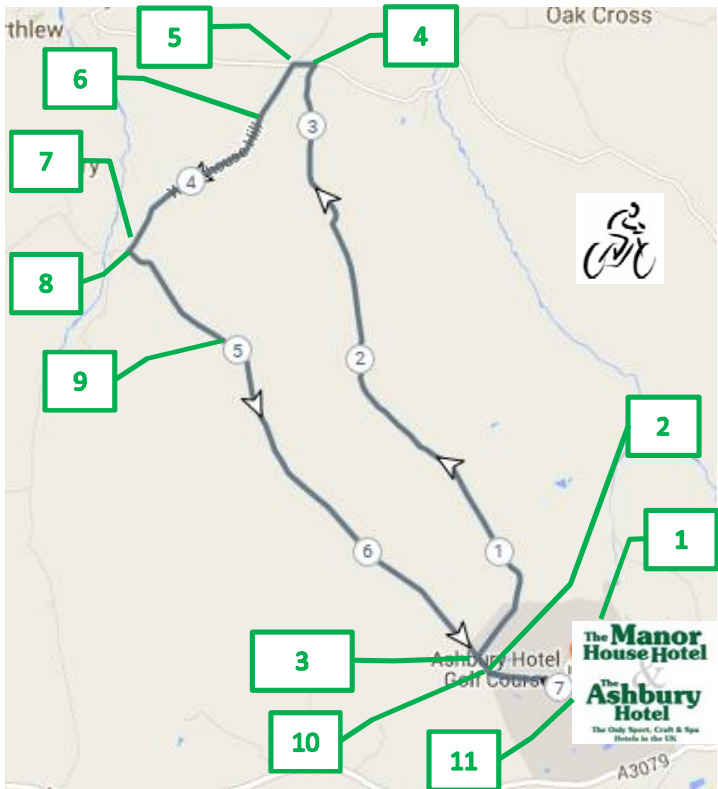 thlew
Oak Cross
5
4
6
3
7
y
4
8
5
9
2
2
1
6
1
3
Ashbury Hotel
Golf Cours
7
The Manor
House Hotel
&
The
Ashbury
Hotel
The Only Sport, Craft & Spa
Hotels in the UK
10
11
A3079